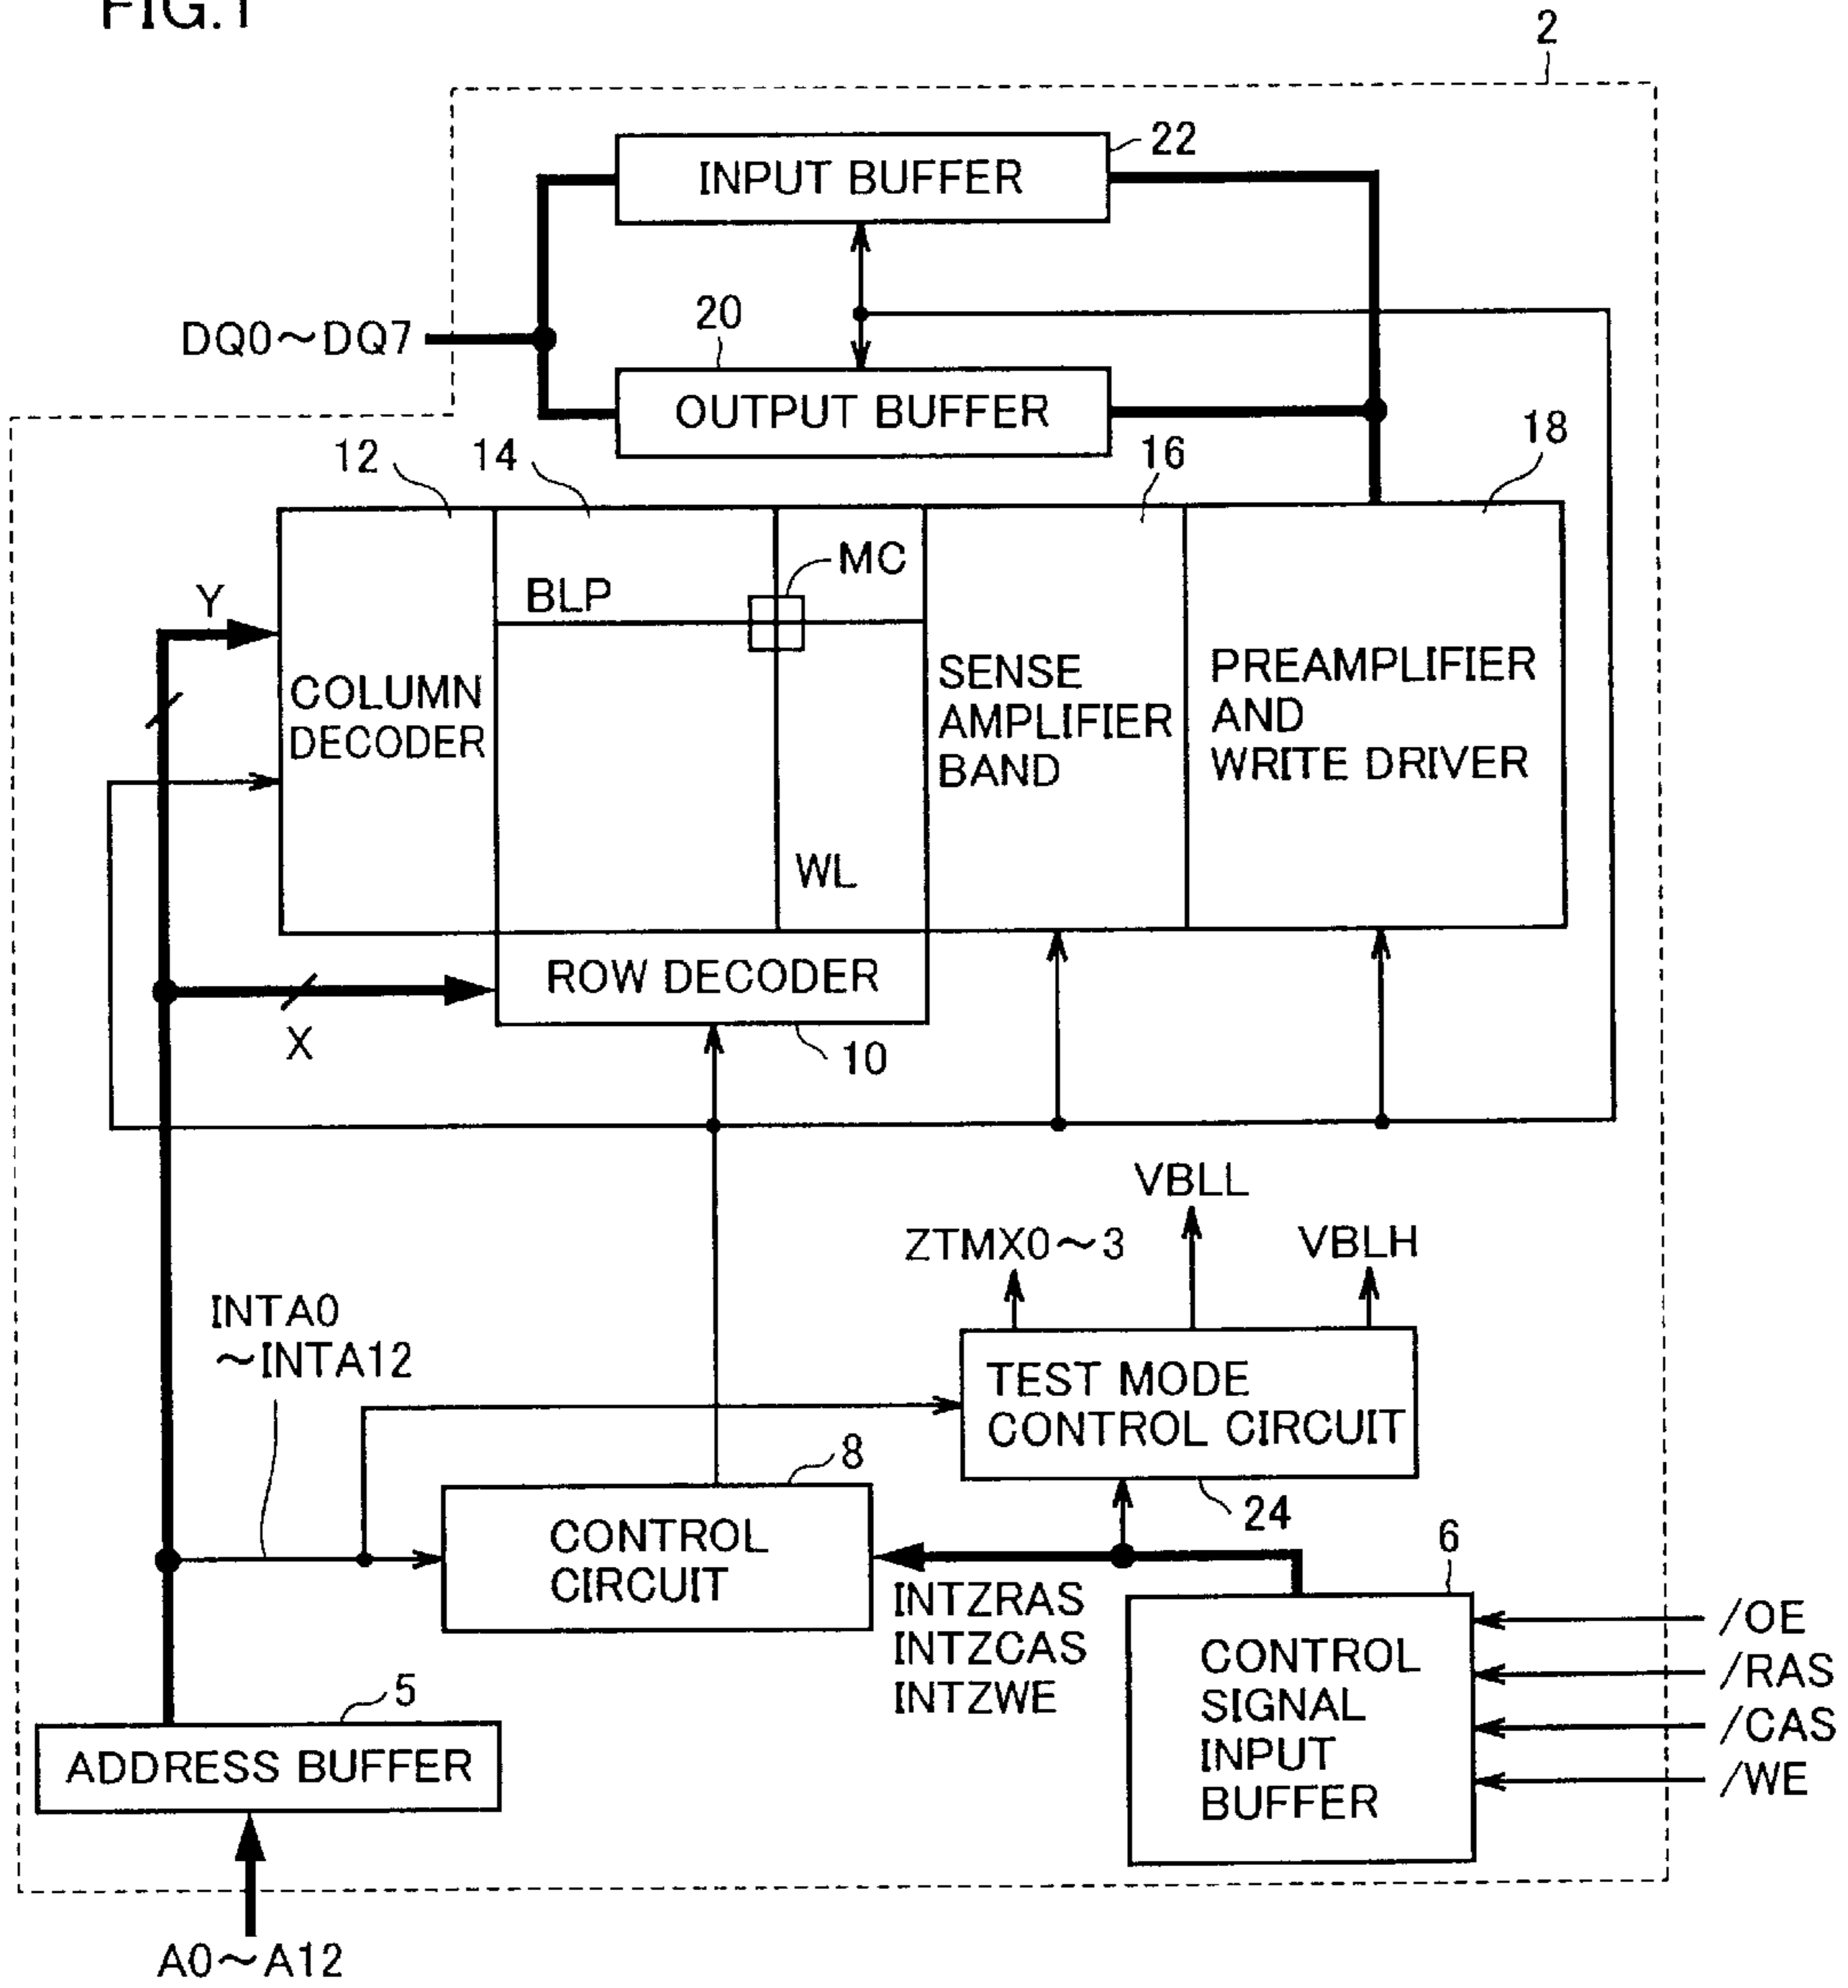 FIG.1
2
22
INPUT BUFFER
20
DQ0～DQ7
OUTPUT BUFFER
12
14
16
18
MC
BLP
Y
COLUMN
DECODER
SENSE
AMPLIFIER
BAND
PREAMPLIFIER
AND
WRITE DRIVER
WL
ROW DECODER
X
10
VBLL
ZTMX0～3
VBLH
INTA0
～INTA12
TEST MODE
CONTROL CIRCUIT
8
24
CONTROL
CIRCUIT
6
INTZRAS
INTZCAS
INTZWE
/OE
/RAS
/CAS
/WE
CONTROL
SIGNAL
INPUT
BUFFER
5
ADDRESS BUFFER
A0～A12